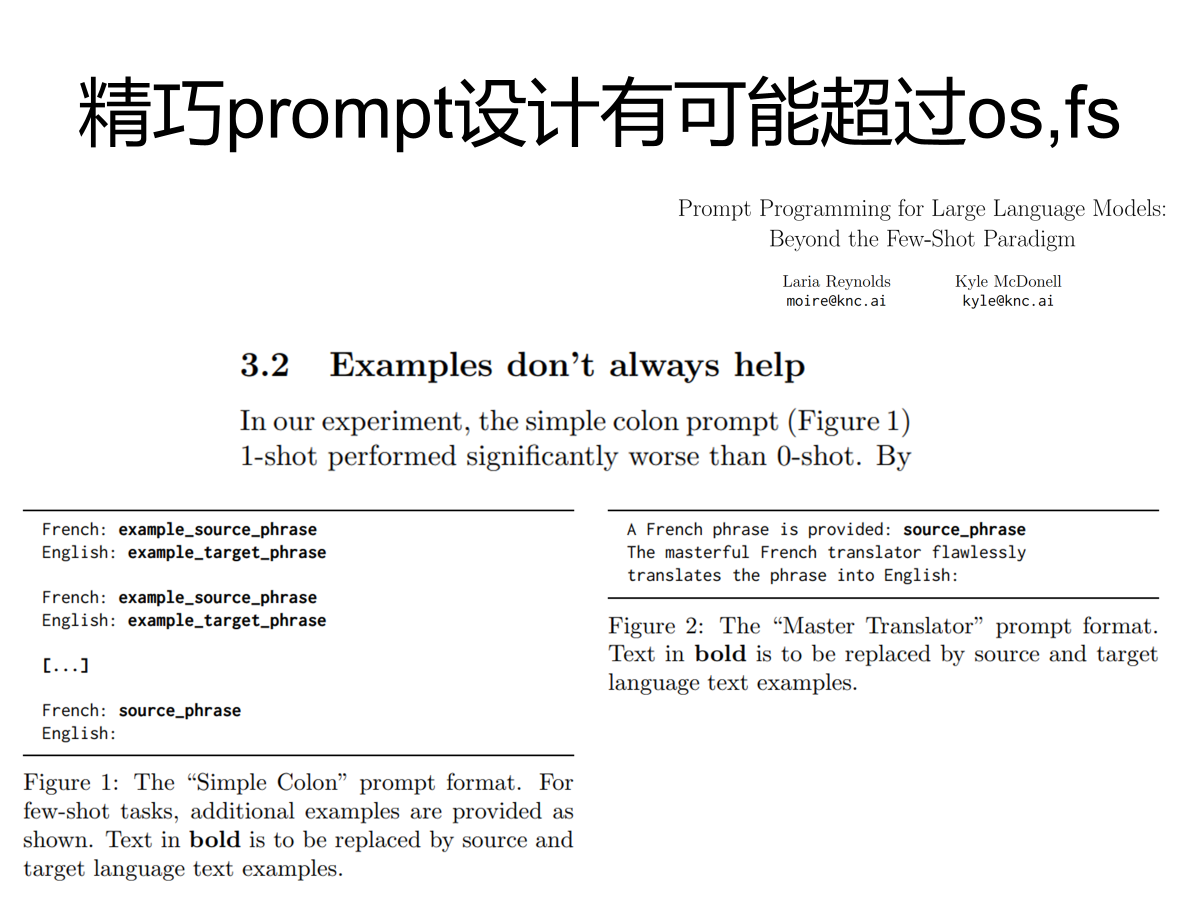 精巧prompt设计有可能超过os,fs
Prompt Programming for Large Language Models:
Beyond the Few-Shot Paradigm
Laria Reynolds
moire@knc.ai
Kyle McDonell
kyle@knc.ai
3.2 Examples don't always help
In our experiment, the simple colon prompt (Figure 1)
1-shot performed significantly worse than 0-shot. By
French: example_source_phrase
English: example_target_phrase
French: example_source_phrase
English: example_target_phrase
[...]
French: source_phrase
English:
Figure 1: The “Simple Colon” prompt format. For
few-shot tasks, additional examples are provided as
shown. Text in bold is to be replaced by source and
target language text examples.
A French phrase is provided: source_phrase
The masterful French translator flawlessly
translates the phrase into English:
Figure 2: The “Master Translator” prompt format.
Text in bold is to be replaced by source and target
language text examples.